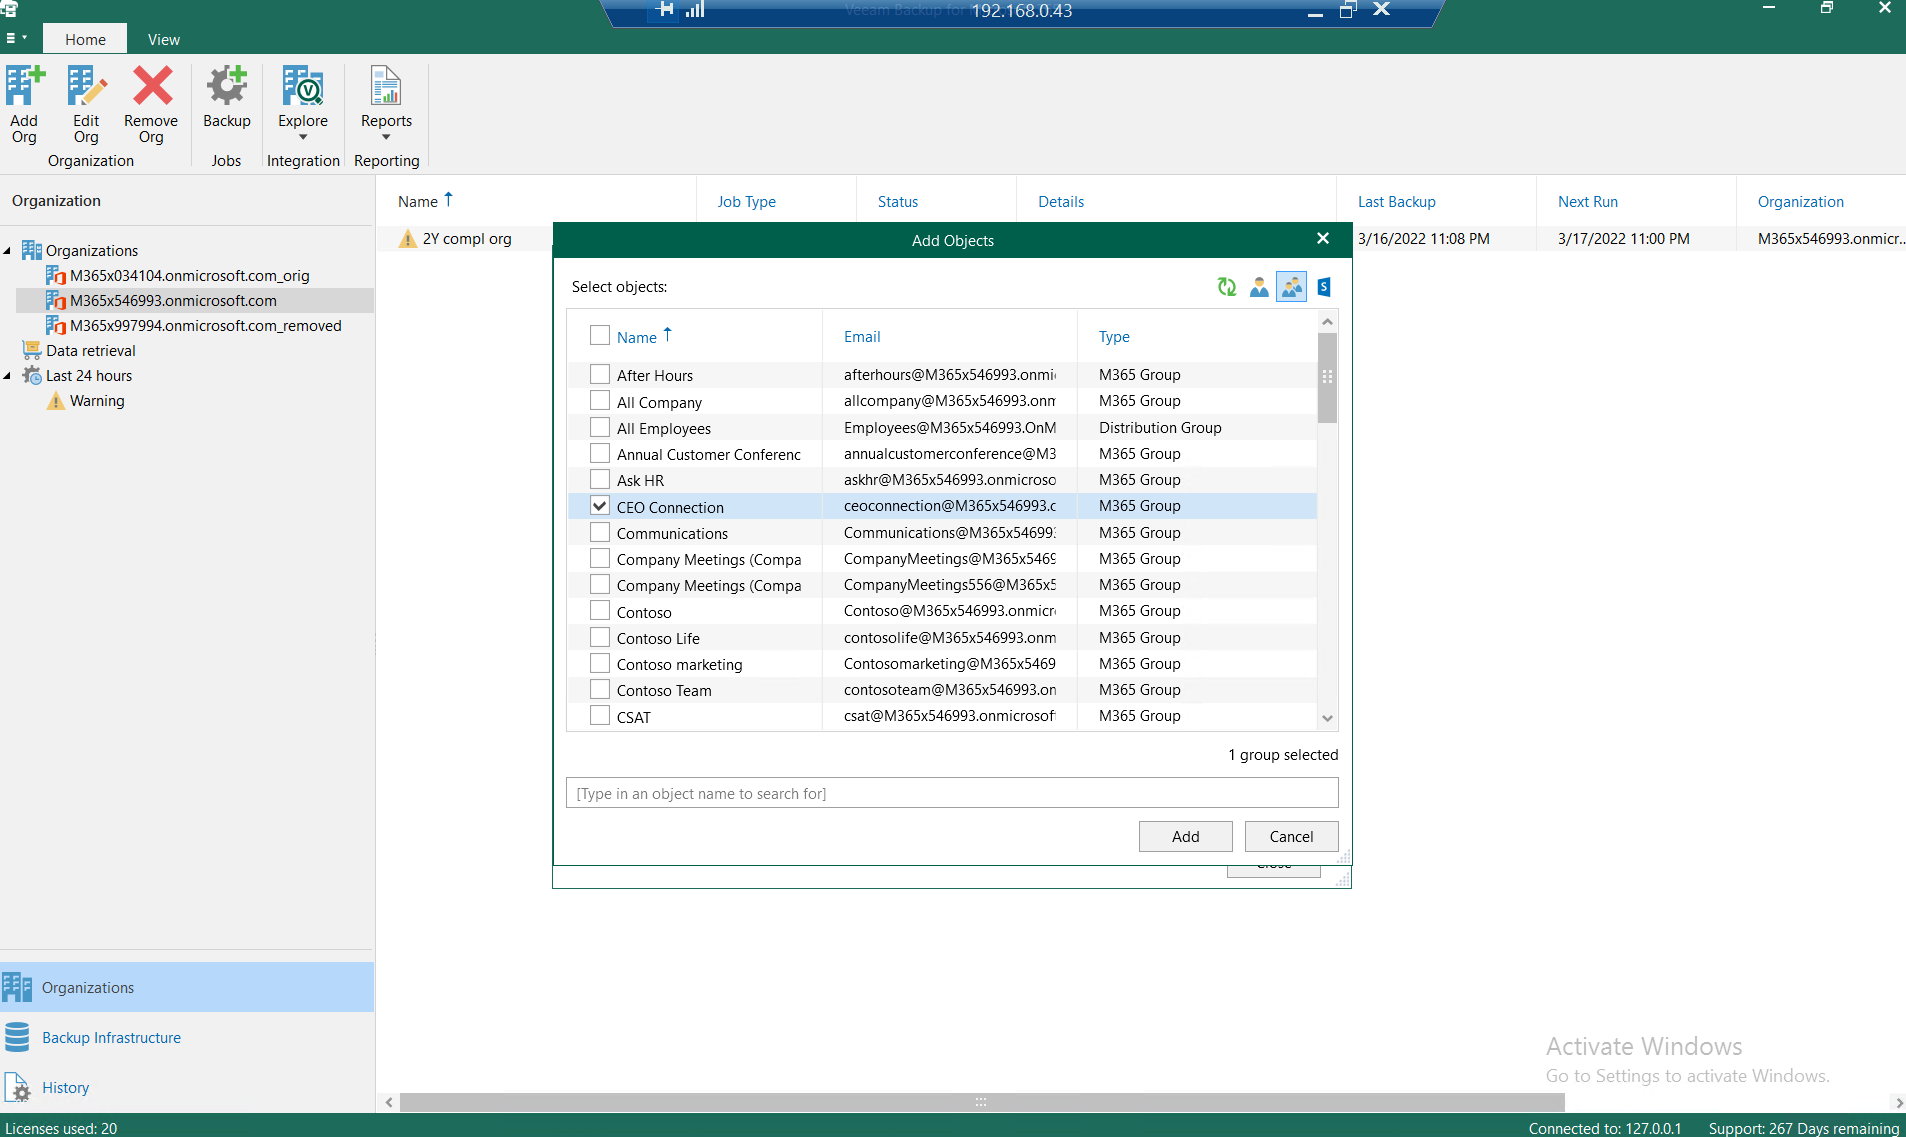 192.168.0.43
Home
View
Add Org
Edit Org
Remove Org
Backup
Explore
Reports
Organization
Jobs
Integration
Reporting
Organization
Organizations
M365x034104.onmicrosoft.com_orig
M365x546993.onmicrosoft.com
M365x997994.onmicrosoft.com_removed
Data retrieval
Last 24 hours
Warning
Organizations
Backup Infrastructure
History
Name Job Type Status Details Last Backup Next Run Organization
2Y compl org 3/16/2022 11:08 PM 3/17/2022 11:00 PM M365x546993.onmicr..
Add Objects
Select objects:
Name Email Type
After Hours afterhours@M365x546993.onmi M365 Group
All Company allcompany@M365x546993.onm M365 Group
All Employees Employees@M365x546993.OnM Distribution Group
Annual Customer Conferenc annualcustomerconference@M3 M365 Group
Ask HR askhr@M365x546993.onmicroso M365 Group
CEO Connection ceoconnection@M365x546993.c M365 Group
Communications Communications@M365x54699 M365 Group
Company Meetings (Compa CompanyMeetings@M365x5469 M365 Group
Company Meetings (Compa CompanyMeetings556@M365x5 M365 Group
Contoso Contoso@M365x546993.onmicr M365 Group
Contoso Life contosolife@M365x546993.onm M365 Group
Contoso marketing Contosomarketing@M365x5469 M365 Group
Contoso Team contosoteam@M365x546993.on M365 Group
CSAT csat@M365x546993.onmicrosof M365 Group
1 group selected
[Type in an object name to search for]
Add
Cancel
Close
Activate Windows
Go to Settings to activate Windows.
Licenses used: 20
Connected to: 127.0.0.1
Support: 267 Days remaining